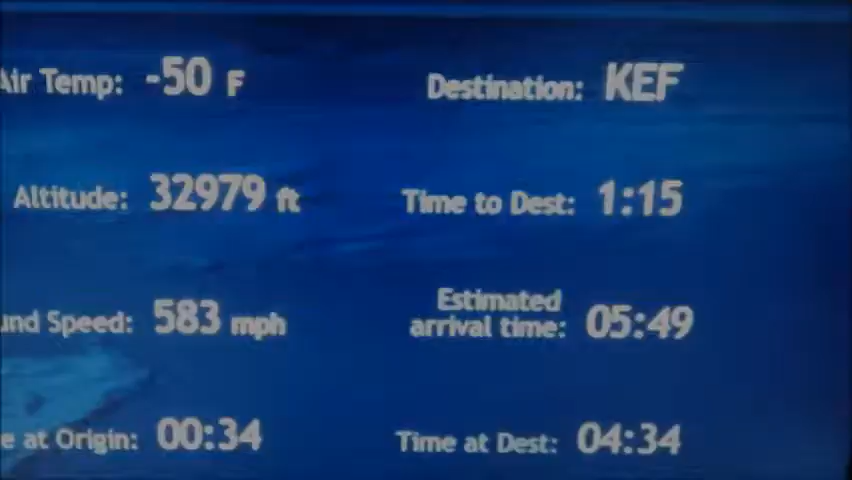 Air Temp: -50 F
Destination: KEF
Altitude: 32979 ft
Time to Dest: 1:15
und Speed: 583 mph
Estimated
arrival time: 05:49
e at Origin: 00:34
Time at Dest: 04:34